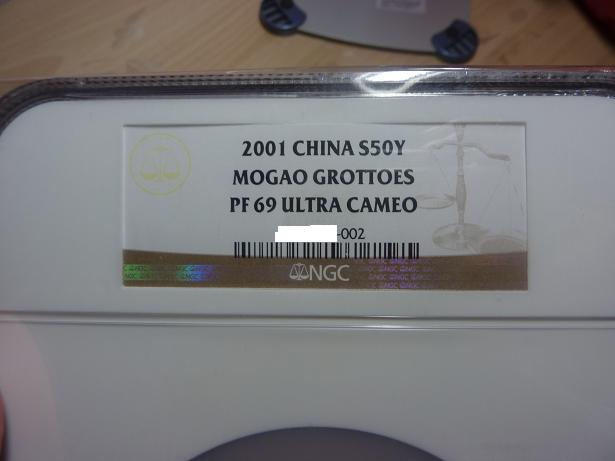 2001 CHINA S50Y
MOGAO GROTTOES
PF 69 ULTRA CAMEO
-002
NGC